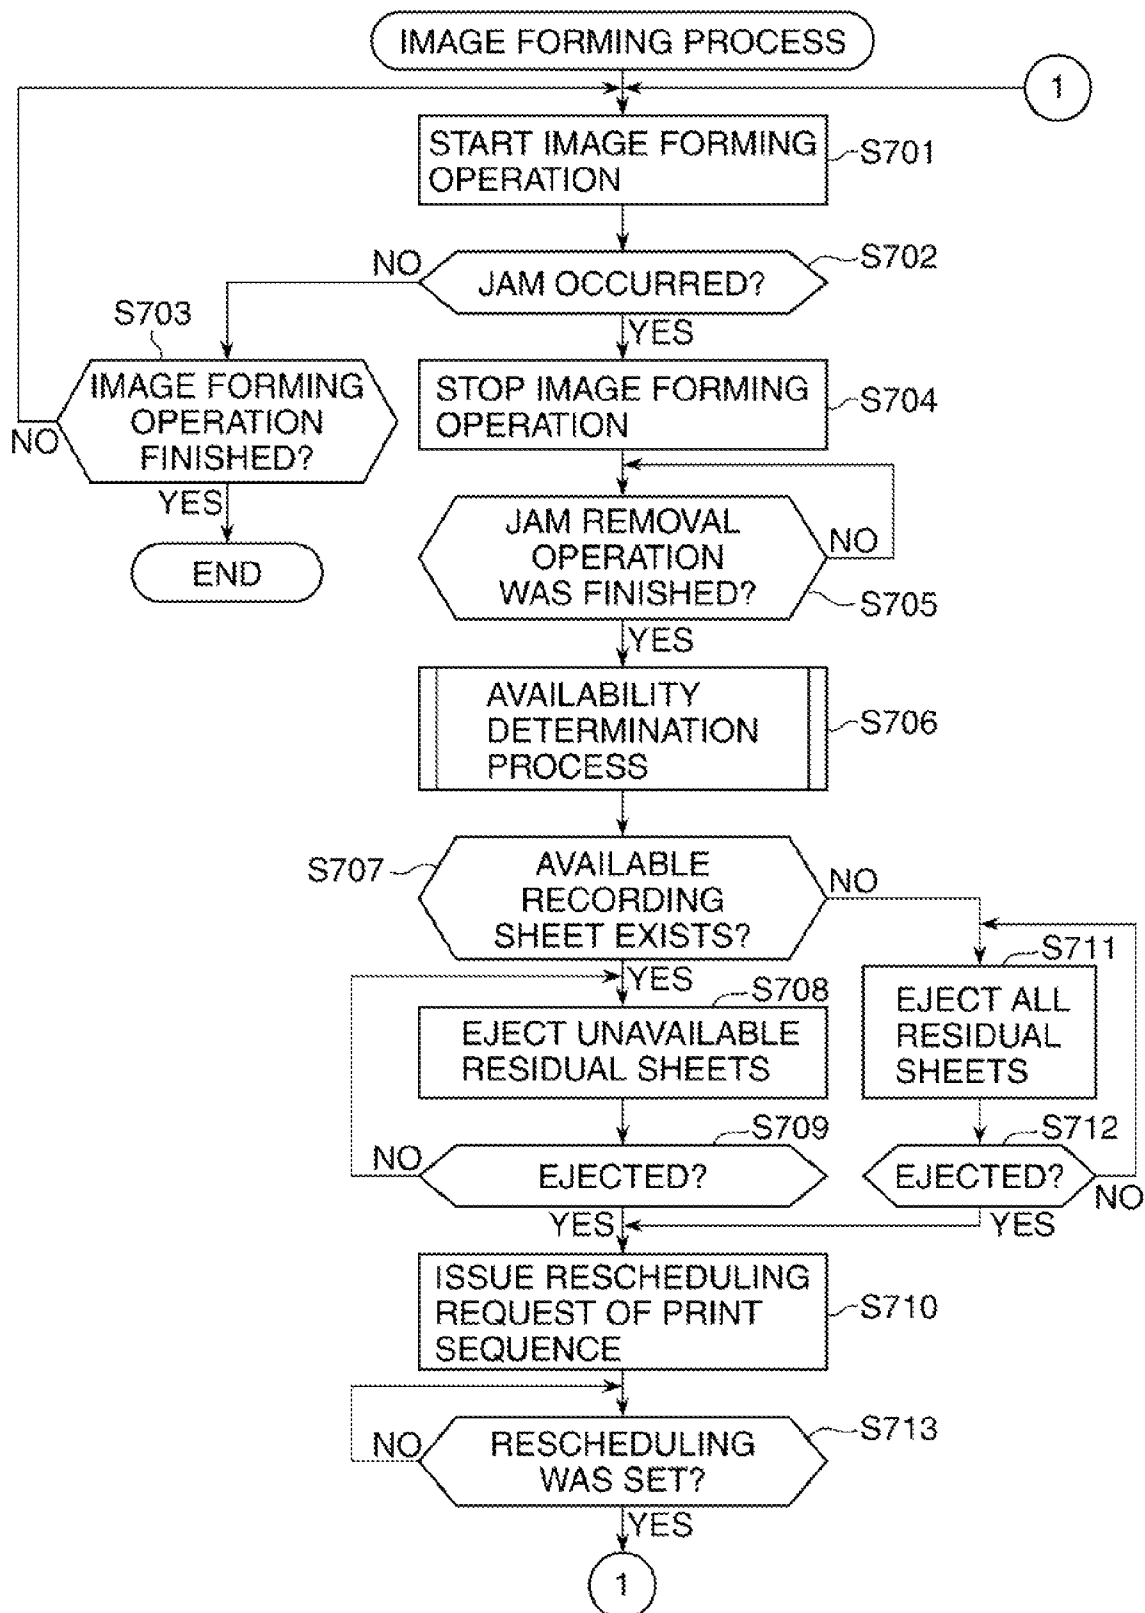 IMAGE FORMING PROCESS
1
START IMAGE FORMING
OPERATION
S701
NO
JAM OCCURRED?
S702
YES
S703
IMAGE FORMING
OPERATION
FINISHED?
NO
YES
END
STOP IMAGE FORMING
OPERATION
S704
JAM REMOVAL
OPERATION
WAS FINISHED?
NO
S705
YES
AVAILABILITY
DETERMINATION
PROCESS
S706
S707
AVAILABLE
RECORDING
SHEET EXISTS?
NO
YES
S708
EJECT UNAVAILABLE
RESIDUAL SHEETS
S711
EJECT ALL
RESIDUAL
SHEETS
S709
NO
EJECTED?
YES
S712
EJECTED?
NO
YES
ISSUE RESCHEDULING
REQUEST OF PRINT
SEQUENCE
S710
NO
RESCHEDULING
WAS SET?
S713
YES
1